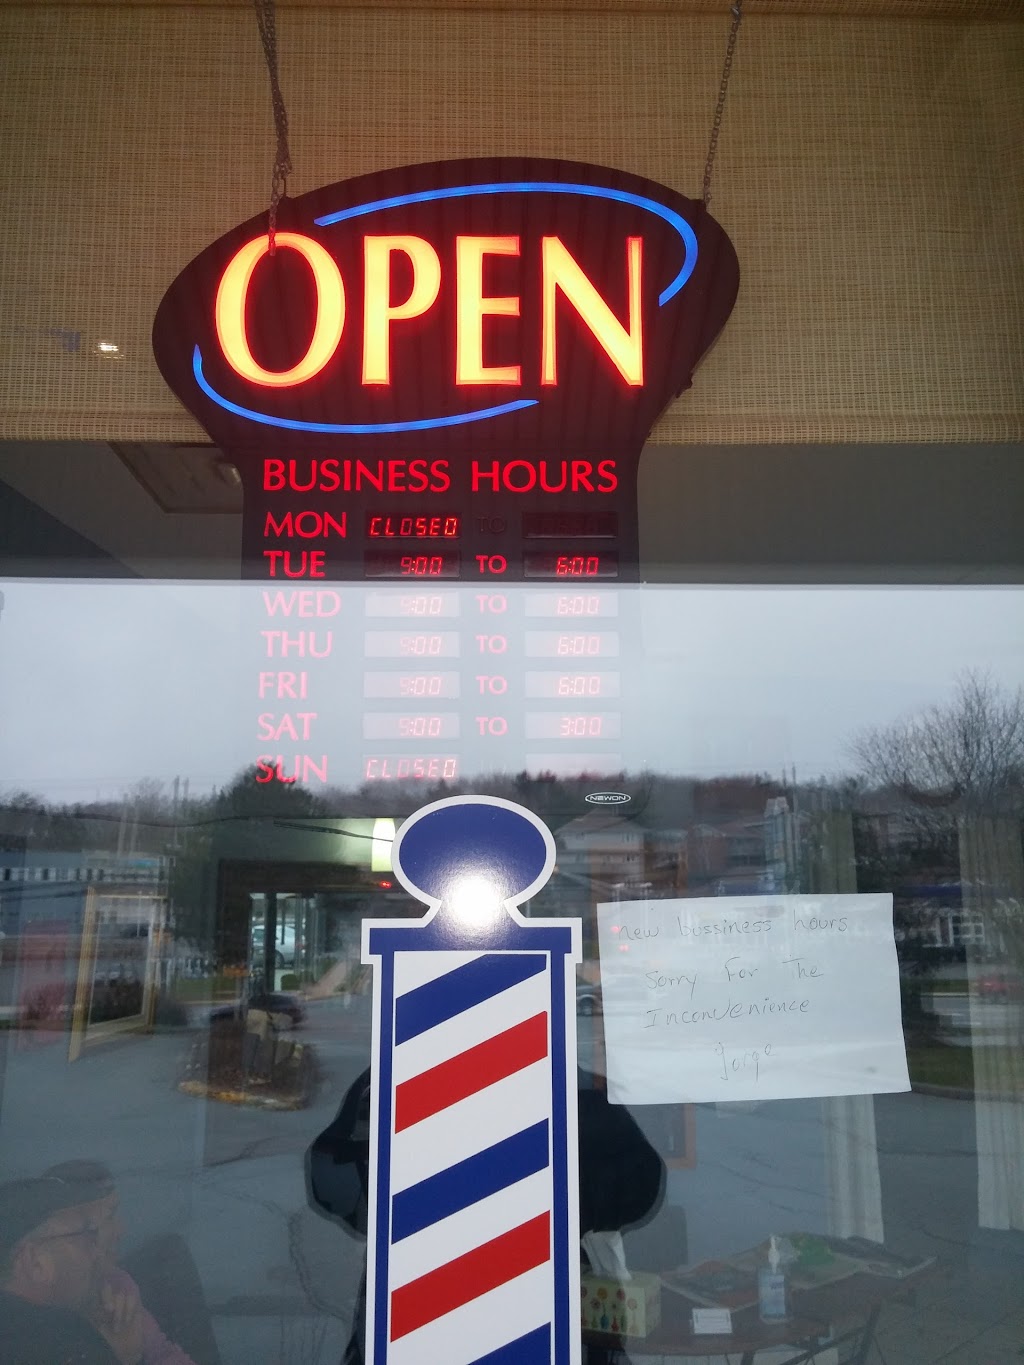 OPEN
BUSINESS HOURS
MON CLOSED TO
TUE 9:00 TO 6:00
WED 9:00 TO 6:00
THU 9:00 TO 6:00
FRI 9:00 TO 6:00
SAT 9:00 TO 3:00
SUN CLOSED
NEWON
new bussiness hours
Sorry For The
Inconvenience
Jorge